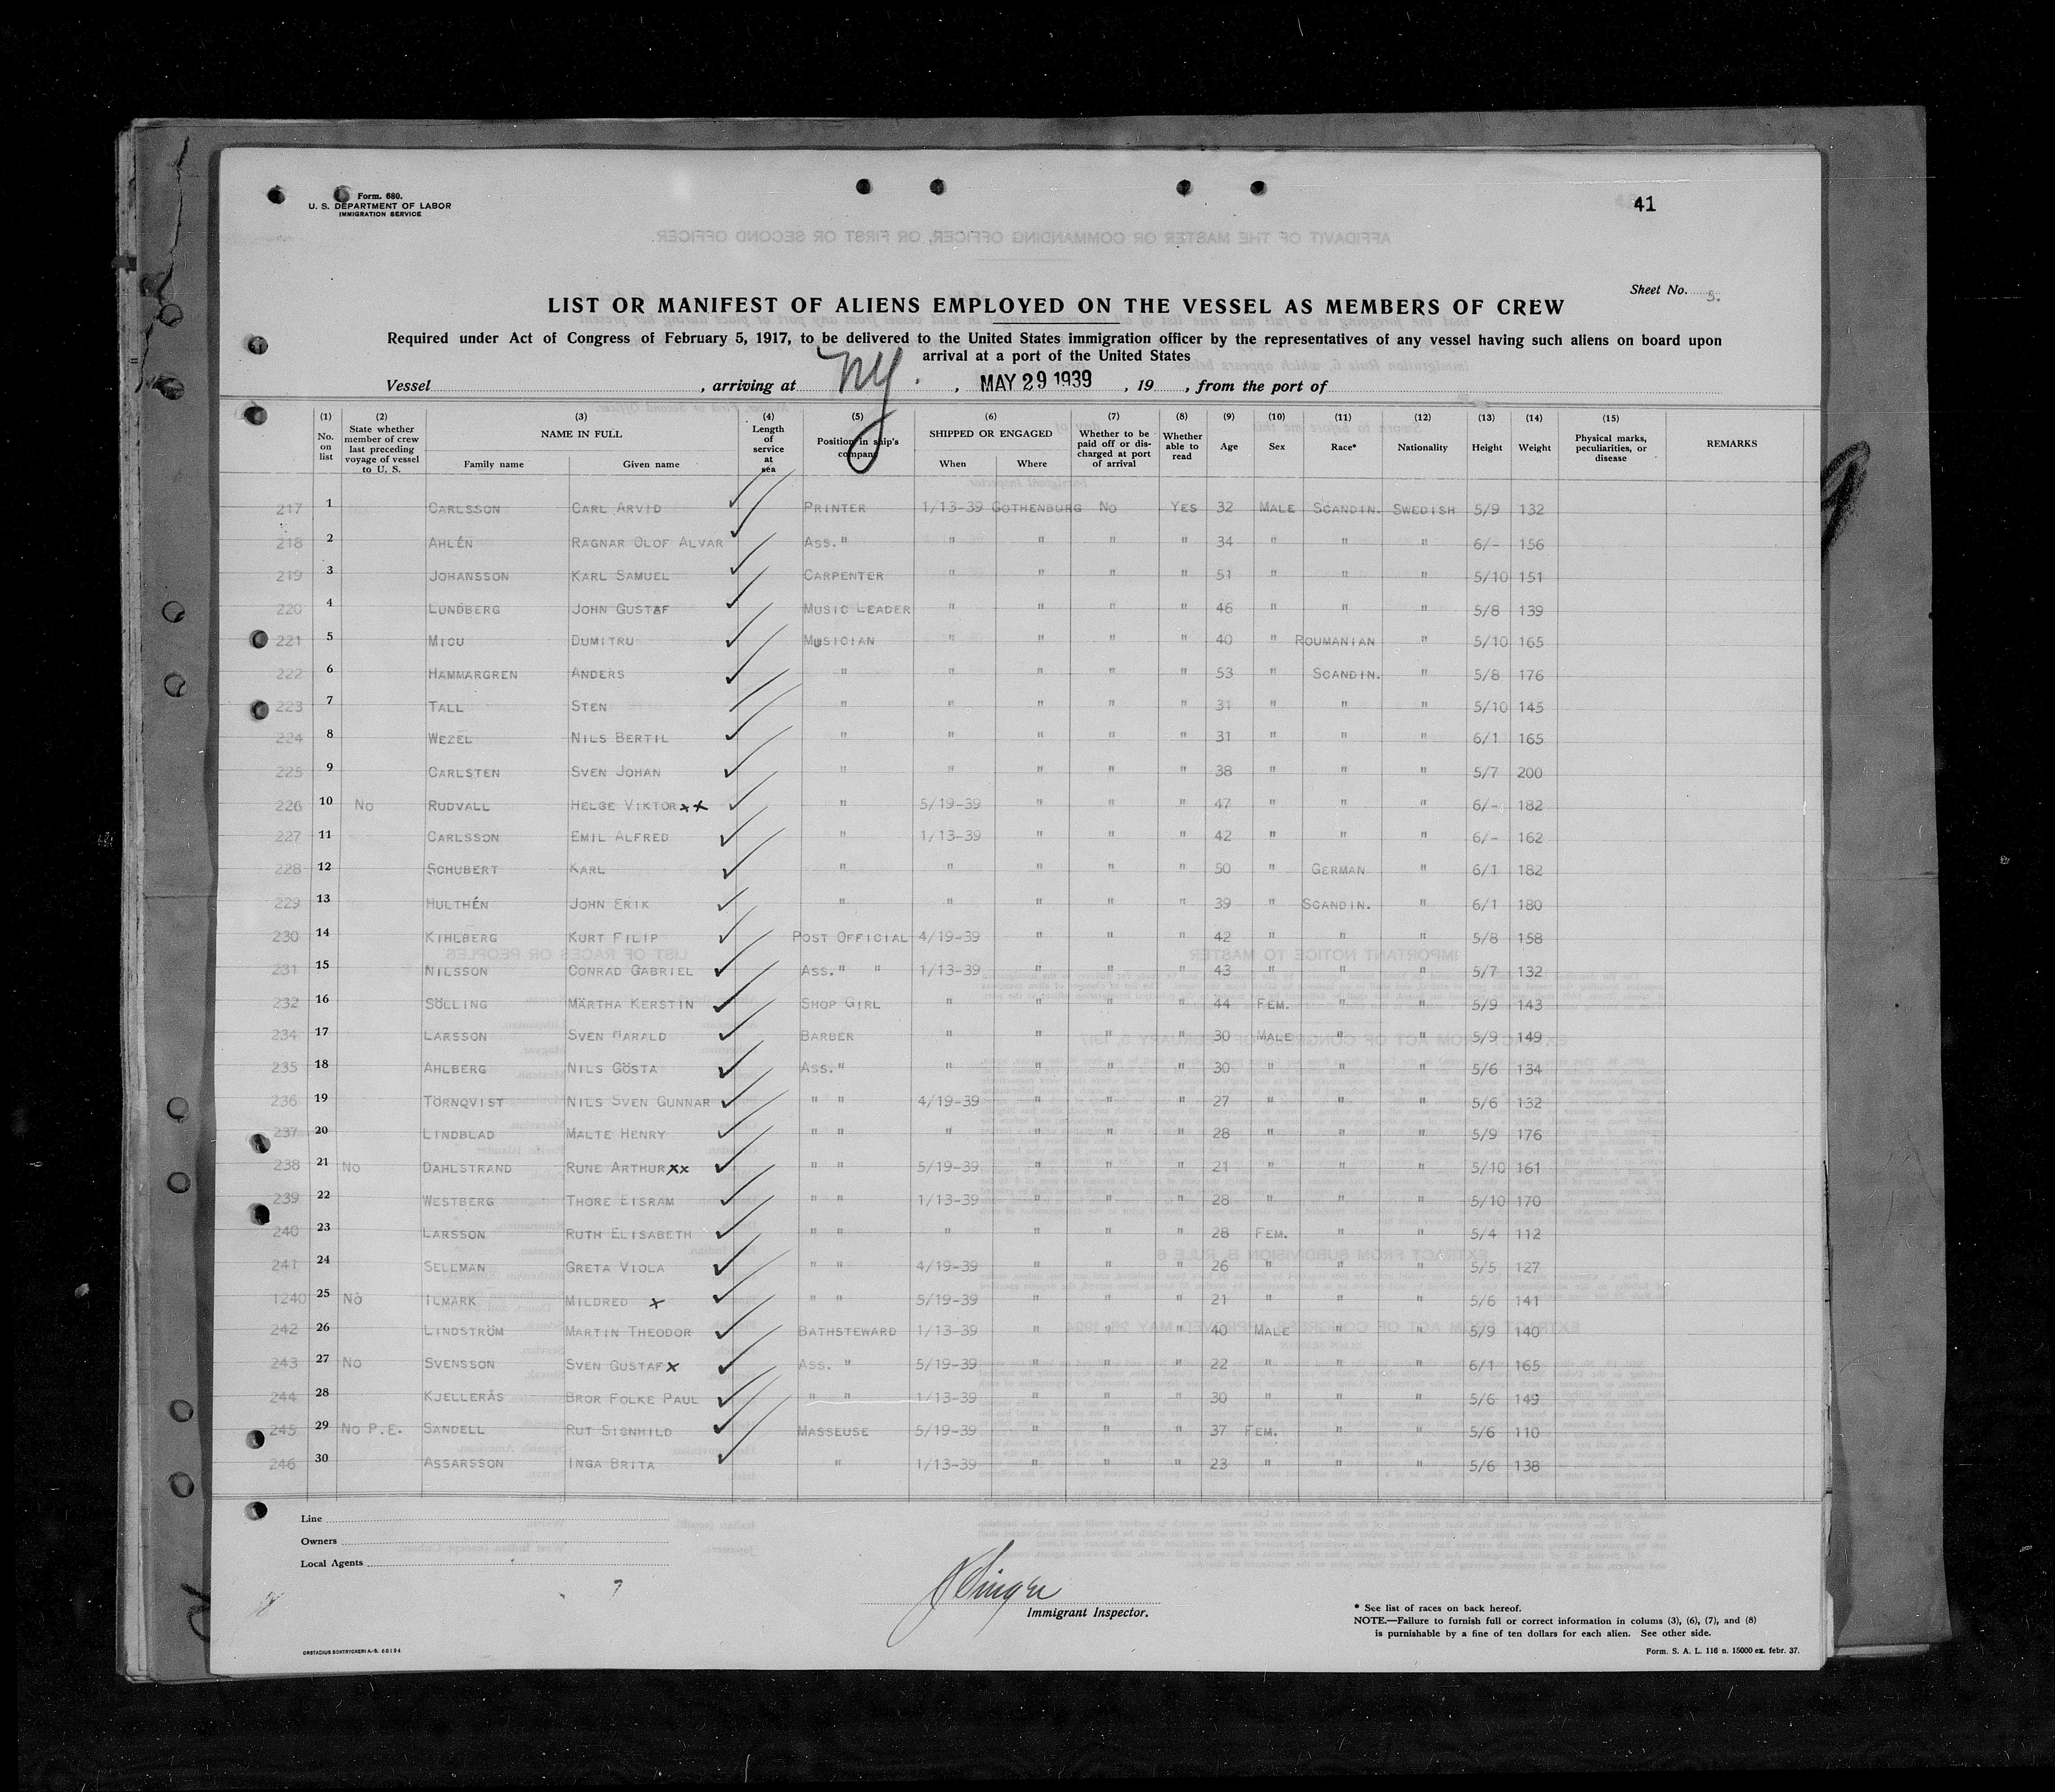 Form. 680.
U. S. DEPARTMENT OF LABOR
IMMIGRATION SERVICE
41
AFFIDAVIT OF THE MASTER OR COMMANDING OFFICER, OR FIRST OR SECOND OFFICER.
Sheet No. 5.
LIST OR MANIFEST OF ALIENS EMPLOYED ON THE VESSEL AS MEMBERS OF CREW
Required under Act of Congress of February 5, 1917, to be delivered to the United States immigration officer by the representatives of any vessel having such aliens on board upon
arrival at a port of the United States
Vessel , arriving at NY. , MAY 29 1939 , 19 , from the port of
(1) No. on list (2) State whether member of crew last preceding voyage of vessel to U. S. (3) NAME IN FULL Family name Given name (4) Length of service at sea (5) Position in ship's company (6) SHIPPED OR ENGAGED When Where (7) Whether to be paid off or discharged at port of arrival (8) Whether able to read (9) Age (10) Sex (11) Race* (12) Nationality (13) Height (14) Weight (15) Physical marks, peculiarities, or disease REMARKS
217 1 CARLSSON CARL ARVID PRINTER 1/13-39 GOTHENBURG NO YES 32 MALE SCANDIN. SWEDISH 5/9 132
218 2 AHLÉN RAGNAR OLOF ALVAR ASS. " " " " " 34 " " " 6/- 156
219 3 JOHANSSON KARL SAMUEL CARPENTER " " " " 51 " " " 5/10 151
220 4 LUNDBERG JOHN GUSTAF MUSIC LEADER " " " " 46 " " " 5/8 139
221 5 MICU DUMITRU MUSICIAN " " " " 40 " ROUMANIAN " 5/10 165
222 6 HAMMARGREN ANDERS " " " " " 53 " SCANDIN. " 5/8 176
223 7 TALL STEN " " " " " 31 " " " 5/10 145
224 8 WEZEL NILS BERTIL " " " " " 31 " " " 6/1 165
225 9 CARLSTEN SVEN JOHAN " " " " " 38 " " " 5/7 200
226 10 NO RUDVALL HELGE VIKTOR xx " 5/19-39 " " " 47 " " " 6/- 182
227 11 CARLSSON EMIL ALFRED " 1/13-39 " " " 42 " " " 6/- 162
228 12 SCHUBERT KARL " " " " " 50 " GERMAN " 6/1 182
229 13 HULTHÉN JOHN ERIK " " " " " 39 " SCANDIN. " 6/1 180
230 14 KIHLBERG KURT FILIP POST OFFICIAL 4/19-39 " " " 42 " " " 5/8 158
231 15 NILSSON CONRAD GABRIEL ASS. " " 1/13-39 " " " 43 " " " 5/7 132
232 16 SÖLLING MÄRTHA KERSTIN SHOP GIRL " " " " 44 FEM. " " 5/9 143
234 17 LARSSON SVEN HARALD BARBER " " " " 30 MALE " " 5/9 149
235 18 AHLBERG NILS GÖSTA ASS. " " " " " 30 " " " 5/6 134
236 19 TÖRNQVIST NILS SVEN GUNNAR " " 4/19-39 " " " 27 " " " 5/6 132
237 20 LINDBLAD MALTE HENRY " " " " " " 28 " " " 5/9 176
238 21 NO DAHLSTRAND RUNE ARTHUR xx " " 5/19-39 " " " 21 " " " 5/10 161
239 22 WESTBERG THORE EISRAM " " 1/13-39 " " " 28 " " " 5/10 170
240 23 LARSSON RUTH ELISABETH " " " " " " 28 FEM. " " 5/4 112
241 24 SELLMAN GRETA VIOLA " " 4/19-39 " " " 26 " " " 5/5 127
1240 25 NO ILMARK MILDRED x " " 5/19-39 " " " 21 " " " 5/6 141
242 26 LINDSTRÖM MARTIN THEODOR BATHSTEWARD 1/13-39 " " " 40 MALE " " 5/9 140
243 27 NO SVENSSON SVEN GUSTAF x ASS. " 5/19-39 " " " 22 " " " 6/1 165
244 28 KJELLERÅS BROR FOLKE PAUL " " 1/13-39 " " " 30 " " " 5/6 149
245 29 NO P.E. SANDELL RUT SIGNHILD MASSEUSE 5/19-39 " " " 37 FEM. " " 5/6 110
246 30 ASSARSSON INGA BRITA " 1/13-39 " " " 23 " " " 5/6 138
Line
Owners
Local Agents
J Singer
Immigrant Inspector.
* See list of races on back hereof.
NOTE.—Failure to furnish full or correct information in colums (3), (6), (7), and (8)
is punishable by a fine of ten dollars for each alien. See other side.
ORSTADIUS BOKTRYCKERI A.-B. 66194
Form. S. A. L. 116 n. 15000 ex. febr. 37.